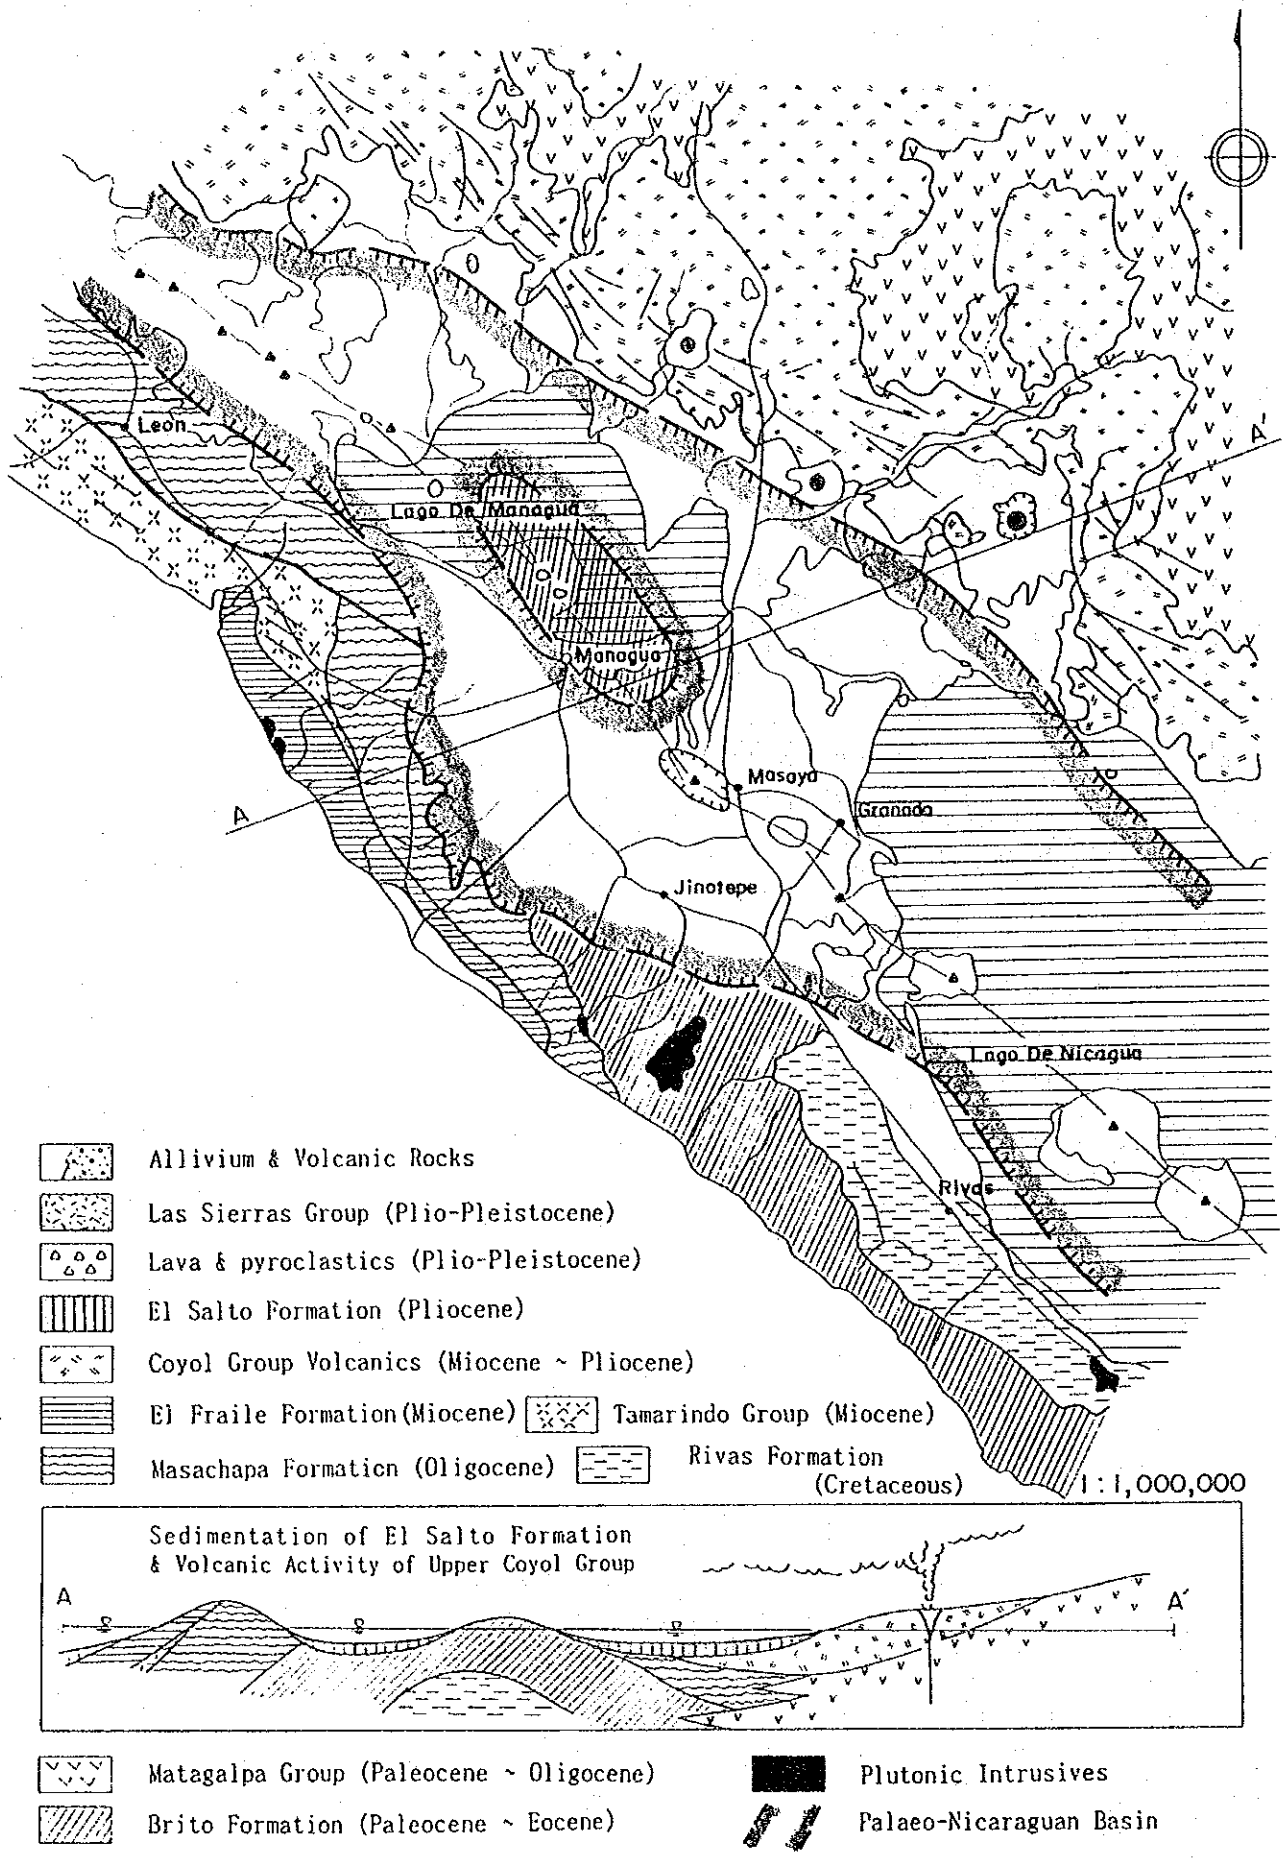 A'
Leon
Lago De Managua
Managua
Masaya
A
Granada
Jinotepe
Lago De Nicagua
Rivas
Allivium & Volcanic Rocks
Las Sierras Group (Plio-Pleistocene)
Lava & pyroclastics (Plio-Pleistocene)
El Salto Formation (Pliocene)
Coyol Group Volcanics (Miocene ~ Pliocene)
El Fraile Formation (Miocene) Tamarindo Group (Miocene)
Masachapa Formation (Oligocene) Rivas Formation
(Cretaceous)
1:1,000,000
Sedimentation of El Salto Formation
& Volcanic Activity of Upper Coyol Group
A A'
Matagalpa Group (Paleocene ~ Oligocene) Plutonic Intrusives
Brito Formation (Paleocene ~ Eocene) Palaeo-Nicaraguan Basin